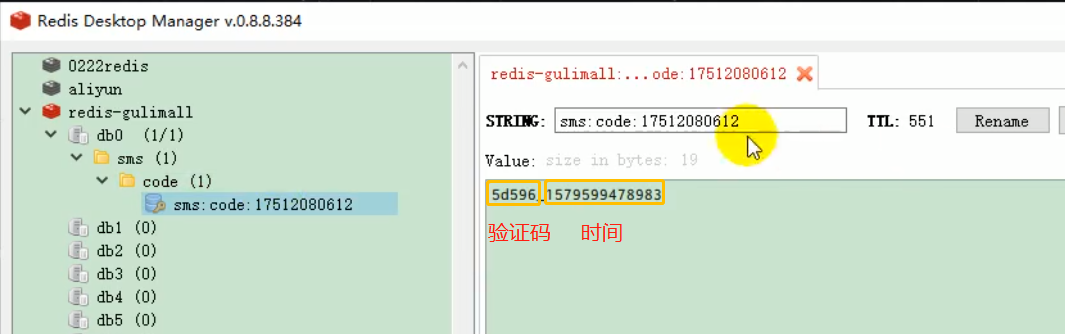 Redis Desktop Manager v.0.8.8.384
0222redis
aliyun
redis-gulimall
db0 (1/1)
sms (1)
code (1)
sms:code:17512080612
db1 (0)
db2 (0)
db3 (0)
db4 (0)
db5 (0)
redis-gulimall:...ode:17512080612
STRING: sms:code:17512080612 TTL: 551 Rename
Value: size in bytes: 19
5d596_1579599478983
验证码 时间